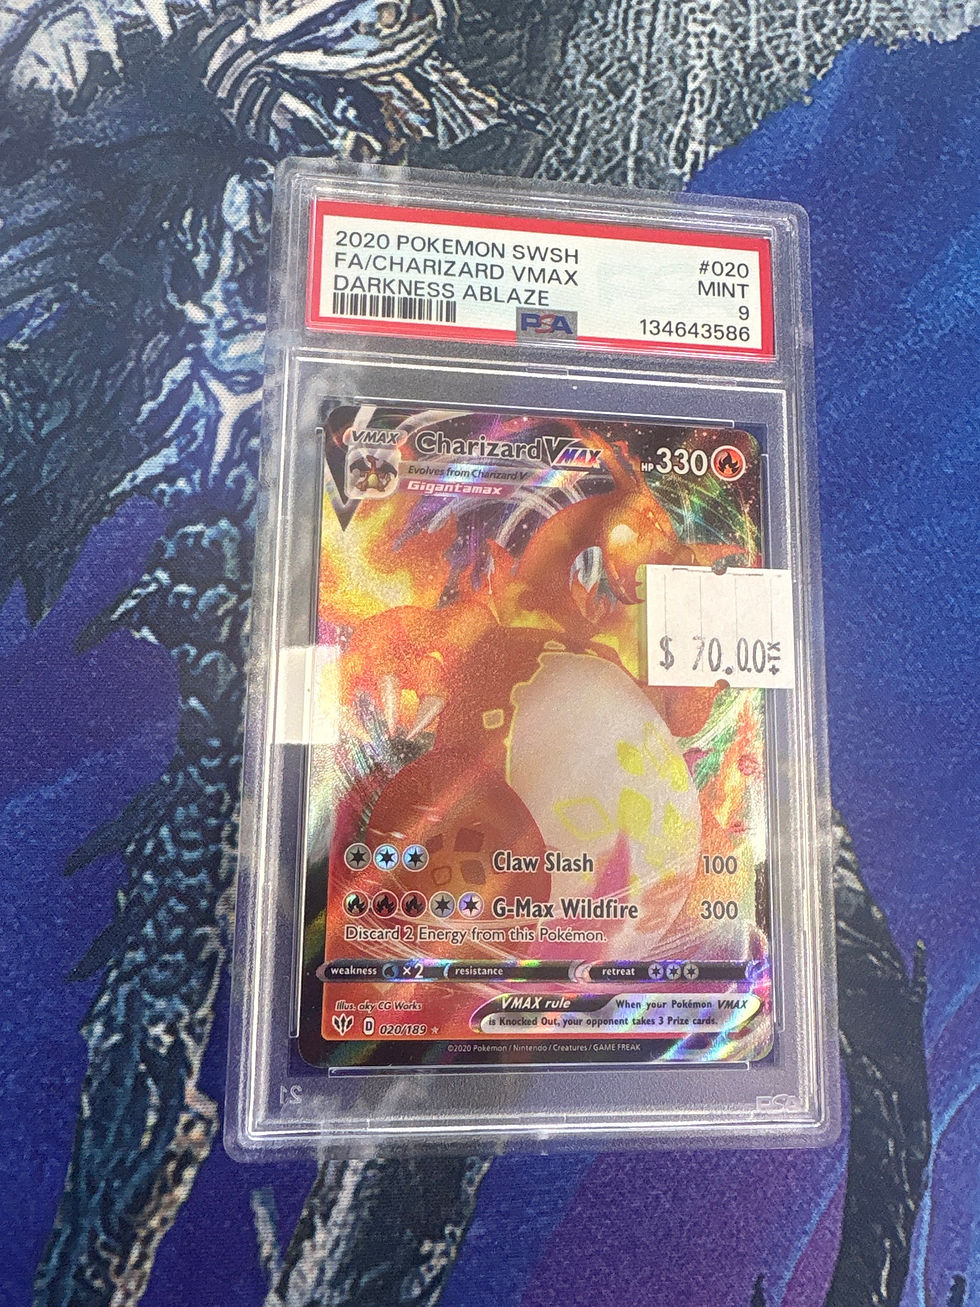 2020 POKEMON SWSH
#020
FA/CHARIZARD VMAX
MINT
DARKNESS ABLAZE
9
PSA
134643586
VMAX
Charizard VMAX
HP 330
Evolves from Charizard V
Gigantamax
$ 70.00 +TX
Claw Slash 100
G-Max Wildfire 300
Discard 2 Energy from this Pokémon.
weakness ×2 resistance retreat
Illus. aky CG Works
VMAX rule When your Pokémon VMAX
is Knocked Out, your opponent takes 3 Prize cards.
D 020/189
©2020 Pokémon / Nintendo / Creatures / GAME FREAK